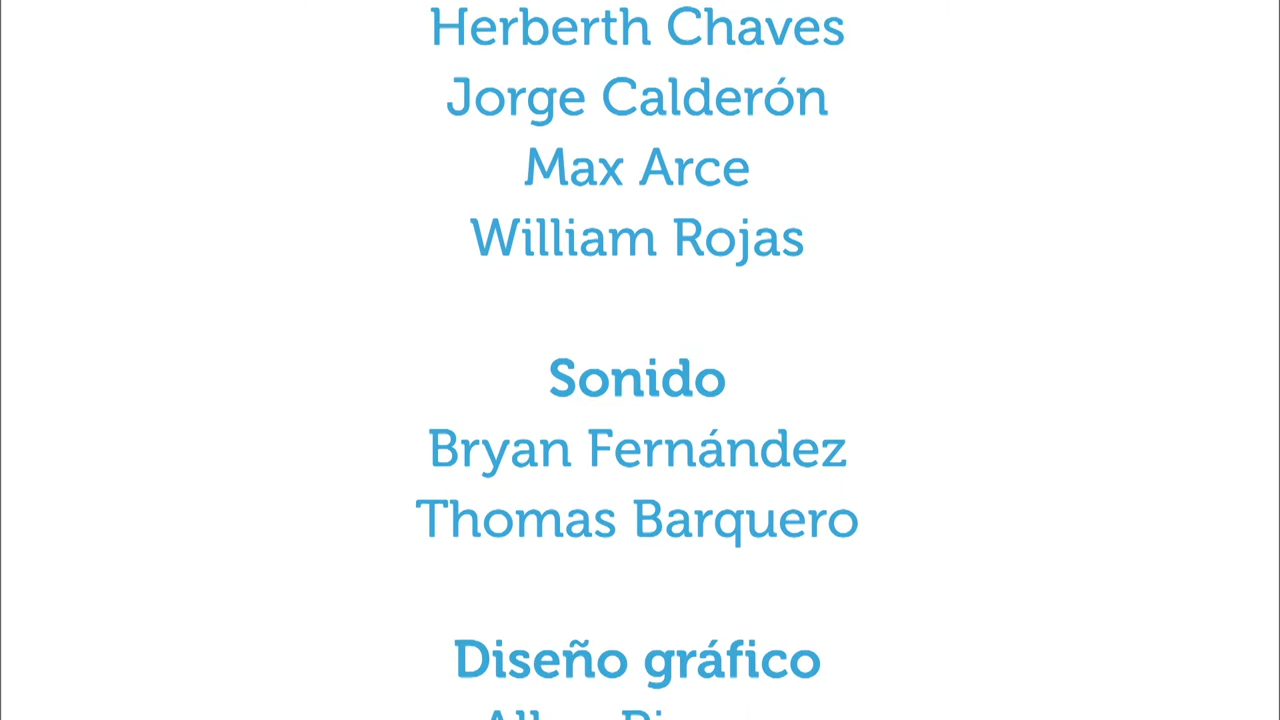 Herberth Chaves
Jorge Calderón
Max Arce
William Rojas
Sonido
Bryan Fernández
Thomas Barquero
Diseño gráfico